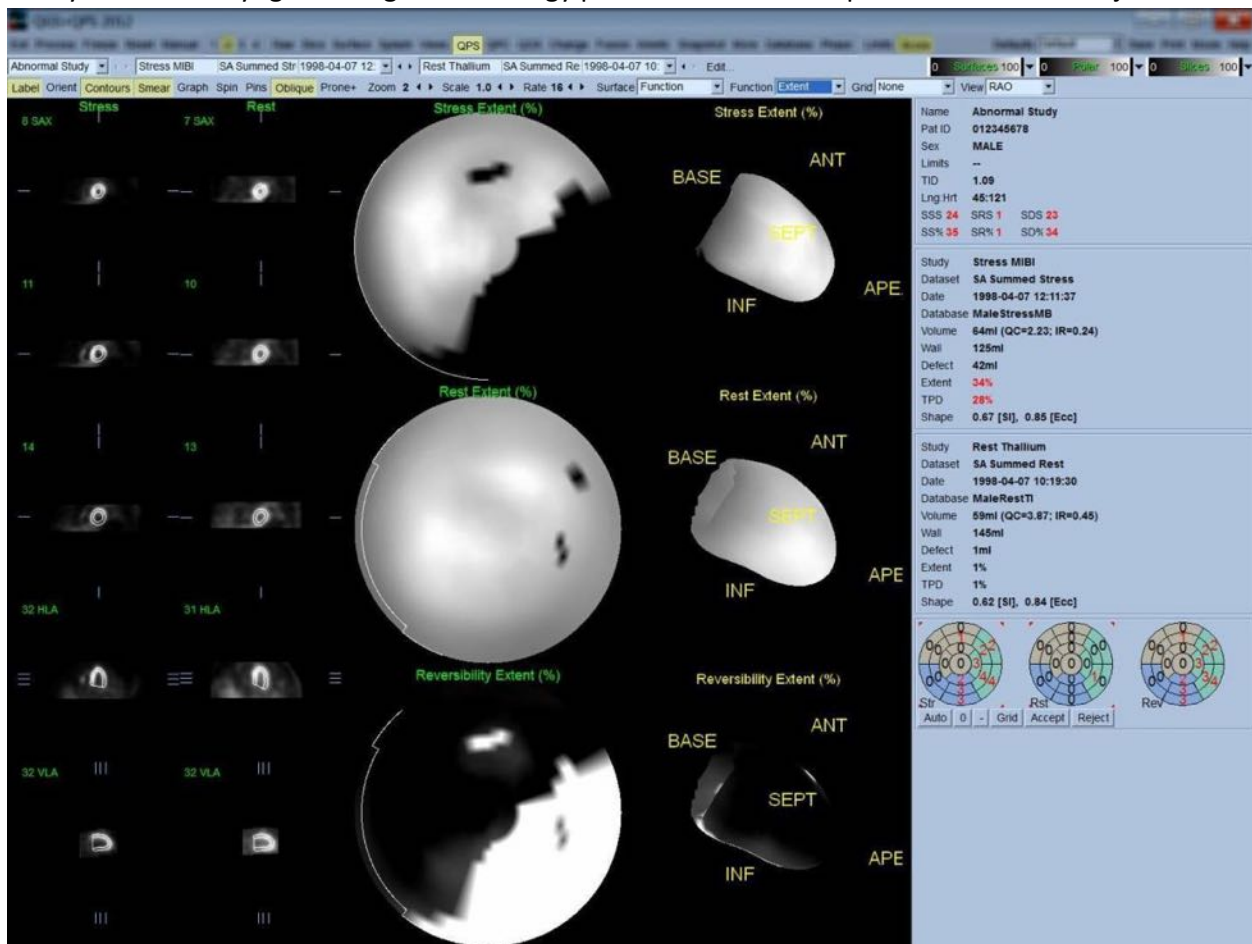 QGS+QPS 2012
QPS
Abnormal Study Stress MIBI SA Summed Str 1998-04-07 12: Rest Thallium SA Summed Re 1998-04-07 10: Edit... 0 Surfaces 100 0 Polar 100 0 Slices 100
Label Orient Contours Smear Graph Spin Pins Oblique Prone+ Zoom 2 Scale 1.0 Rate 16 Surface Function Function Extent Grid None View RAO
Stress Rest
8 SAX 7 SAX
11 10
14 13
32 HLA 31 HLA
32 VLA 32 VLA
Stress Extent (%)
Rest Extent (%)
Reversibility Extent (%)
Stress Extent (%)
ANT
BASE
SEPT
APE
INF
Rest Extent (%)
ANT
BASE
SEPT
APE
INF
Reversibility Extent (%)
ANT
BASE
SEPT
APE
INF
Name Abnormal Study
Pat ID 012345678
Sex MALE
Limits --
TID 1.09
Lng:Hrt 45:121
SSS 24 SRS 1 SDS 23
SS% 35 SR% 1 SD% 34
Study Stress MIBI
Dataset SA Summed Stress
Date 1998-04-07 12:11:37
Database MaleStressMB
Volume 64ml (QC=2.23; IR=0.24)
Wall 125ml
Defect 42ml
Extent 34%
TPD 28%
Shape 0.67 [SI], 0.85 [Ecc]
Study Rest Thallium
Dataset SA Summed Rest
Date 1998-04-07 10:19:30
Database MaleRestTl
Volume 59ml (QC=3.87; IR=0.45)
Wall 145ml
Defect 1ml
Extent 1%
TPD 1%
Shape 0.62 [SI], 0.84 [Ecc]
Str Rst Rev
Auto 0 - Grid Accept Reject